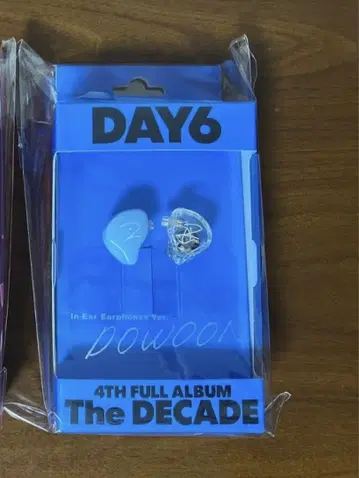 DAY6
In-Ear Earphones Ver.
DOWOON
4TH FULL ALBUM
The DECADE